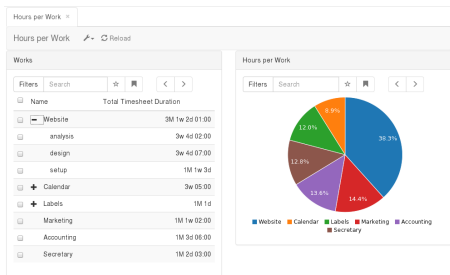 Hours per Work ×
Hours per Work Reload
Works
Filters Search
Name Total Timesheet Duration
Website 3M 1w 2d 01:00
analysis 3w 4d 02:00
design 3w 4d 07:00
setup 1M 1w 3d
Calendar 3w 05:00
Labels 1M 1d
Marketing 1M 1w 02:00
Accounting 1M 3d 06:00
Secretary 1M 2d 03:00
Hours per Work
Filters Search
8.9%
12.0%
38.3%
12.8%
13.6%
14.4%
Website Calendar Labels Marketing Accounting
Secretary